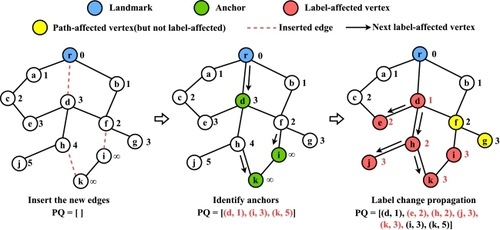 Landmark
Anchor
Label-affected vertex
Path-affected vertex(but not label-affected)
Inserted edge
Next label-affected vertex
r 0
a 1
b 1
c 2
d 3
e 3
f 2
g 3
h 4
i ∞
j 5
k ∞
Insert the new edges
PQ = [ ]
r 0
a 1
b 1
c 2
d 3
e 3
f 2
g 3
h 4
i ∞
j 5
k ∞
Identify anchors
PQ = [(d, 1), (i, 3), (k, 5)]
r 0
a 1
b 1
c 2
d 1
e 2
f 2
g 3
h 2
i 3
j 3
k 3
Label change propagation
PQ = [(d, 1), (e, 2), (h, 2), (j, 3),
(k, 3), (i, 3), (k, 5)]